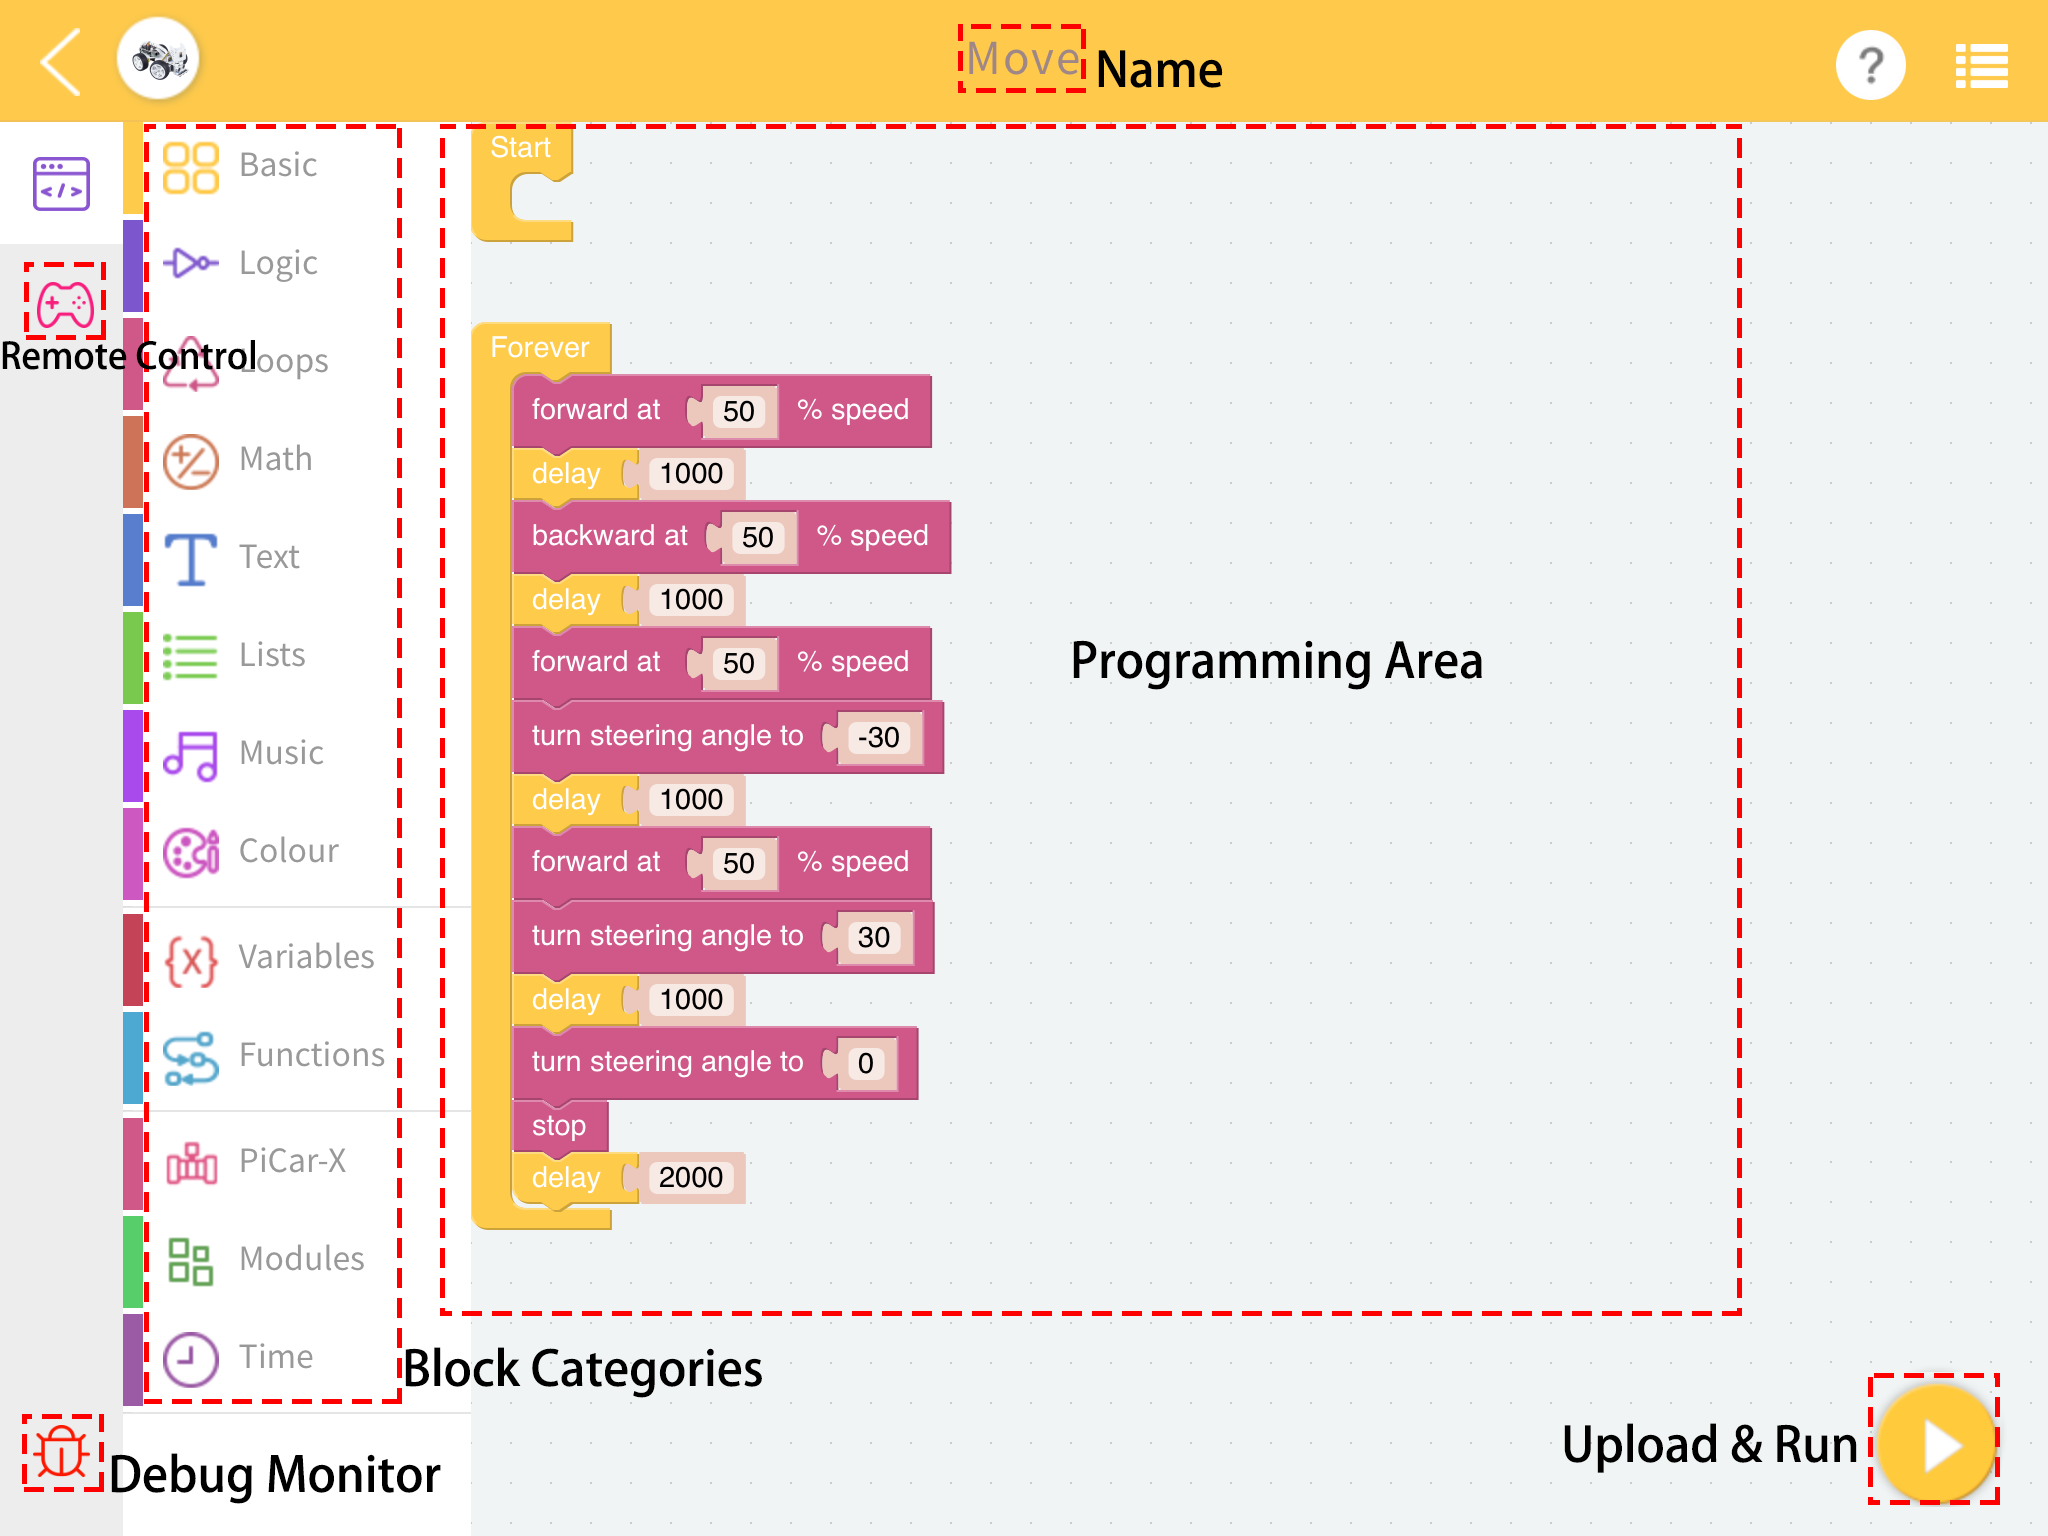 Move
Name
?
Basic
Logic
Loops
Math
Text
Lists
Music
Colour
Variables
Functions
PiCar-X
Modules
Time
Remote Control
Block Categories
Debug Monitor
Start
Forever
forward at 50 % speed
delay 1000
backward at 50 % speed
delay 1000
forward at 50 % speed
turn steering angle to -30
delay 1000
forward at 50 % speed
turn steering angle to 30
delay 1000
turn steering angle to 0
stop
delay 2000
Programming Area
Upload & Run